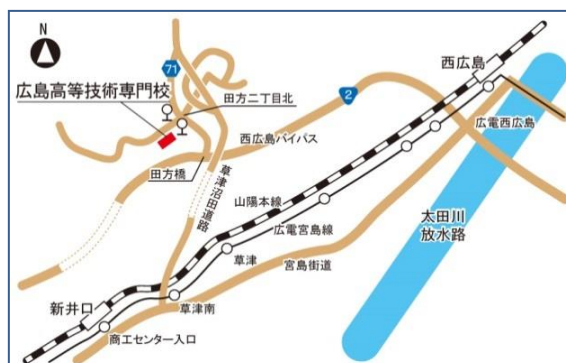 N
71
広島高等技術専門校
田方二丁目北
2
西広島
広電西広島
西広島バイパス
田方橋
草津沼田道路
山陽本線
広電宮島線
太田川
放水路
草津
宮島街道
新井口
草津南
商工センター入口